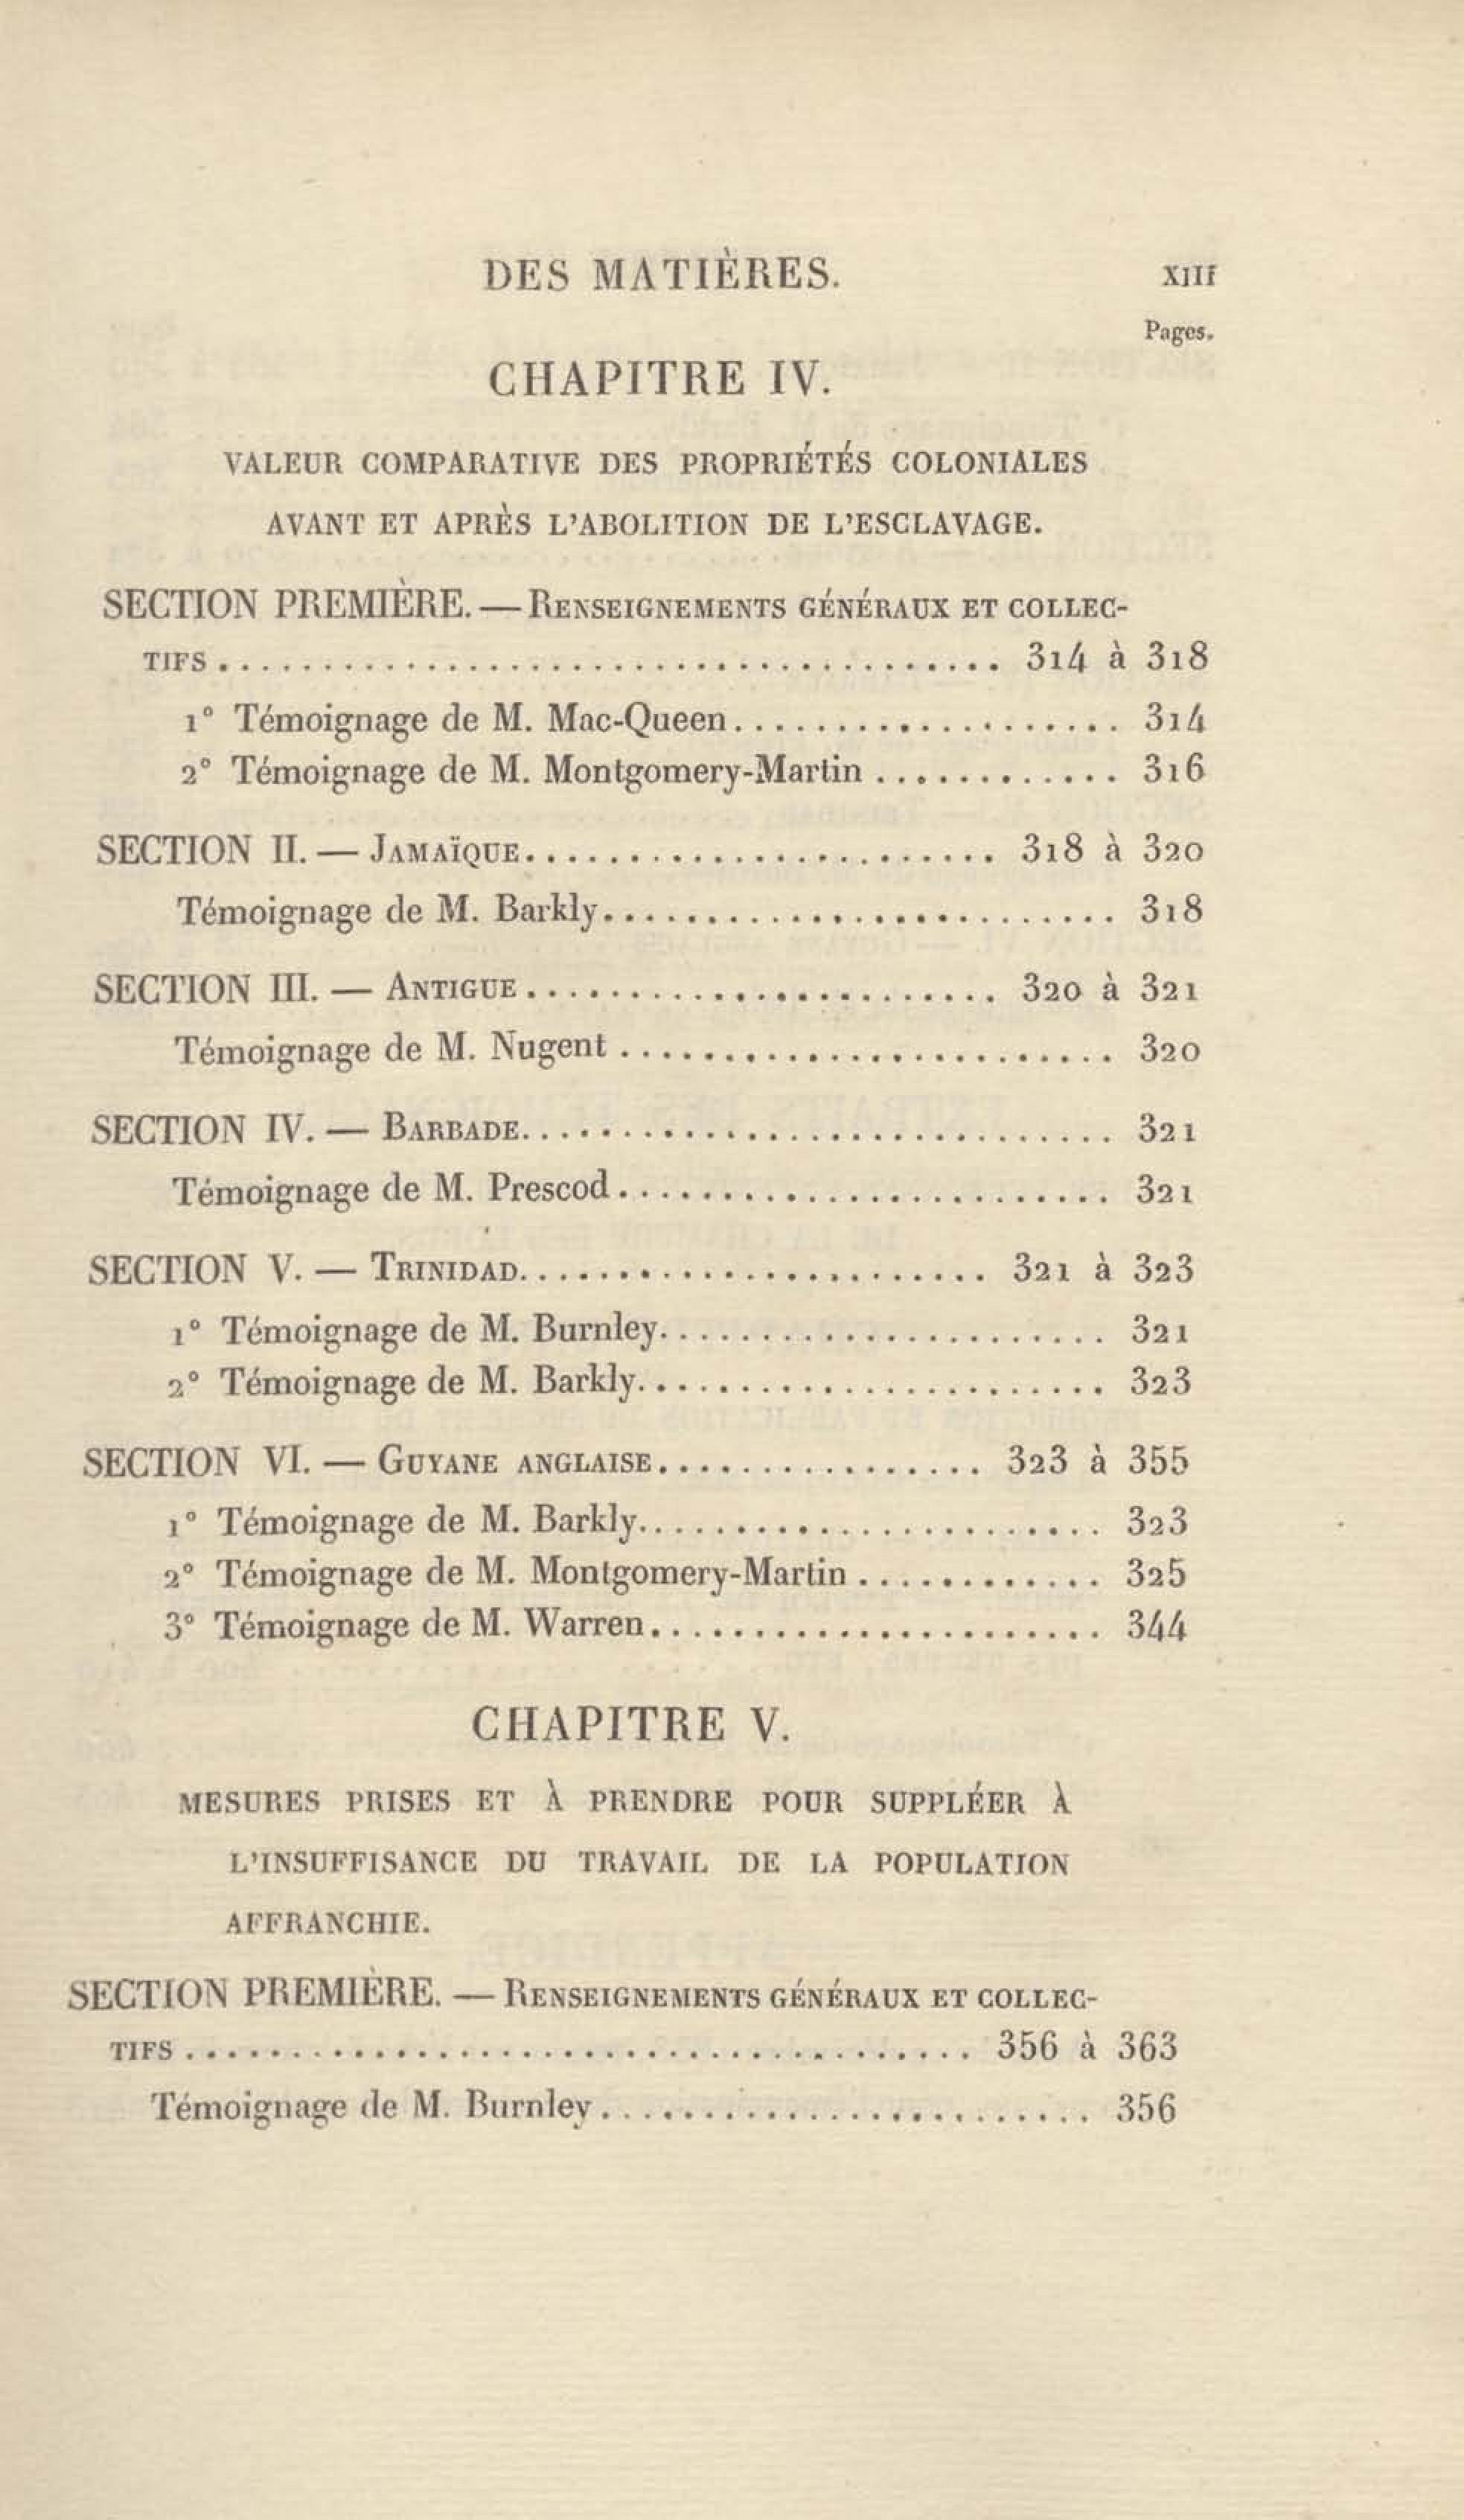 DES MATIÈRES. XIII
Pages.
CHAPITRE IV.
VALEUR COMPARATIVE DES PROPRIÉTÉS COLONIALES
AVANT ET APRÈS L'ABOLITION DE L'ESCLAVAGE.
SECTION PREMIÈRE. — RENSEIGNEMENTS GÉNÉRAUX ET COLLEC-
TIFS ........................................ 314 à 318
1° Témoignage de M. Mac-Queen................... 314
2° Témoignage de M. Montgomery-Martin ............ 316
SECTION II. — JAMAÏQUE....................... 318 à 320
Témoignage de M. Barkly......................... 318
SECTION III. — ANTIGUE ....................... 320 à 321
Témoignage de M. Nugent ........................ 320
SECTION IV. — BARBADE............................. 321
Témoignage de M. Prescod........................ 321
SECTION V. — TRINIDAD....................... 321 à 323
1° Témoignage de M. Burnley...................... 321
2° Témoignage de M. Barkly....................... 323
SECTION VI. — GUYANE ANGLAISE................ 323 à 355
1° Témoignage de M. Barkly....................... 323
2° Témoignage de M. Montgomery-Martin ............ 325
3° Témoignage de M. Warren...................... 344
CHAPITRE V.
MESURES PRISES ET À PRENDRE POUR SUPPLÉER À
L'INSUFFISANCE DU TRAVAIL DE LA POPULATION
AFFRANCHIE.
SECTION PREMIÈRE. — RENSEIGNEMENTS GÉNÉRAUX ET COLLEC-
TIFS ....................................... 356 à 363
Témoignage de M. Burnley........................ 356